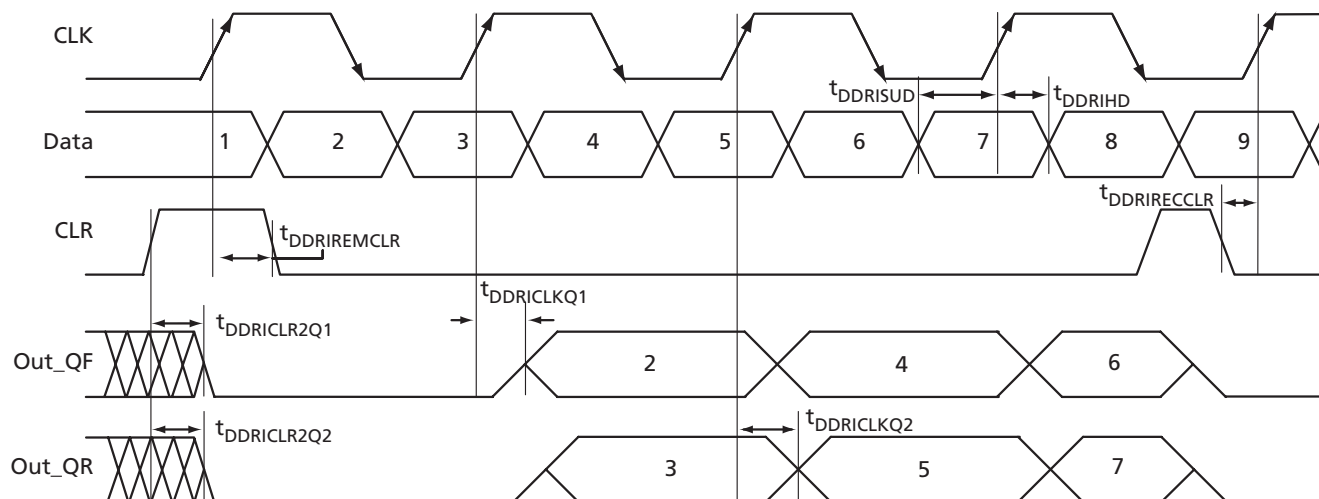 CLK
tDDRISUD
tDDRIHD
Data
1 2 3 4 5 6 7 8 9
tDDRIRECCLR
CLR
tDDRIREMCLR
tDDRICLKQ1
tDDRICLR2Q1
Out_QF
2 4 6
tDDRICLR2Q2
tDDRICLKQ2
Out_QR
3 5 7